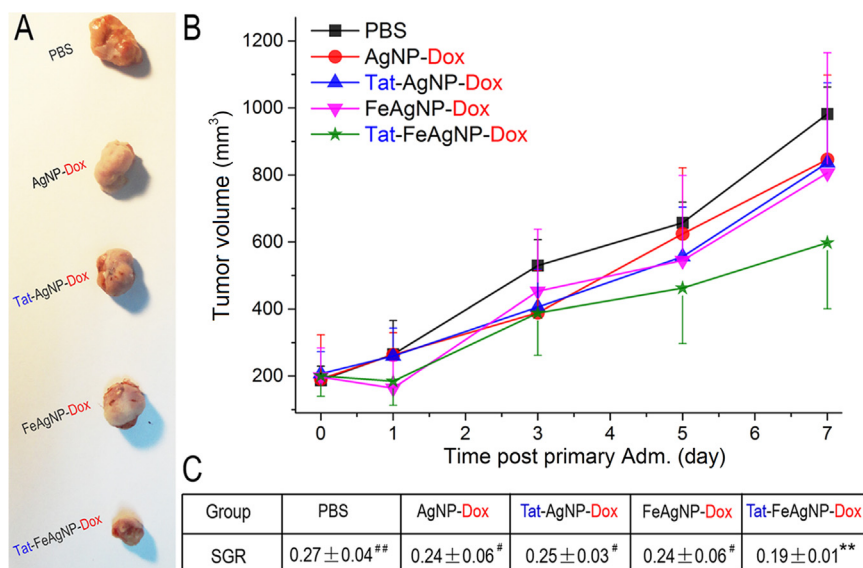 A
PBS
AgNP-Dox
Tat-AgNP-Dox
FeAgNP-Dox
Tat-FeAgNP-Dox
B
PBS
AgNP-Dox
Tat-AgNP-Dox
FeAgNP-Dox
Tat-FeAgNP-Dox
Tumor volume (mm³)
1200
1000
800
600
400
200
0 1 2 3 4 5 6 7
Time post primary Adm. (day)
C
Group PBS AgNP-Dox Tat-AgNP-Dox FeAgNP-Dox Tat-FeAgNP-Dox
SGR 0.27±0.04## 0.24±0.06# 0.25±0.03# 0.24±0.06# 0.19±0.01**